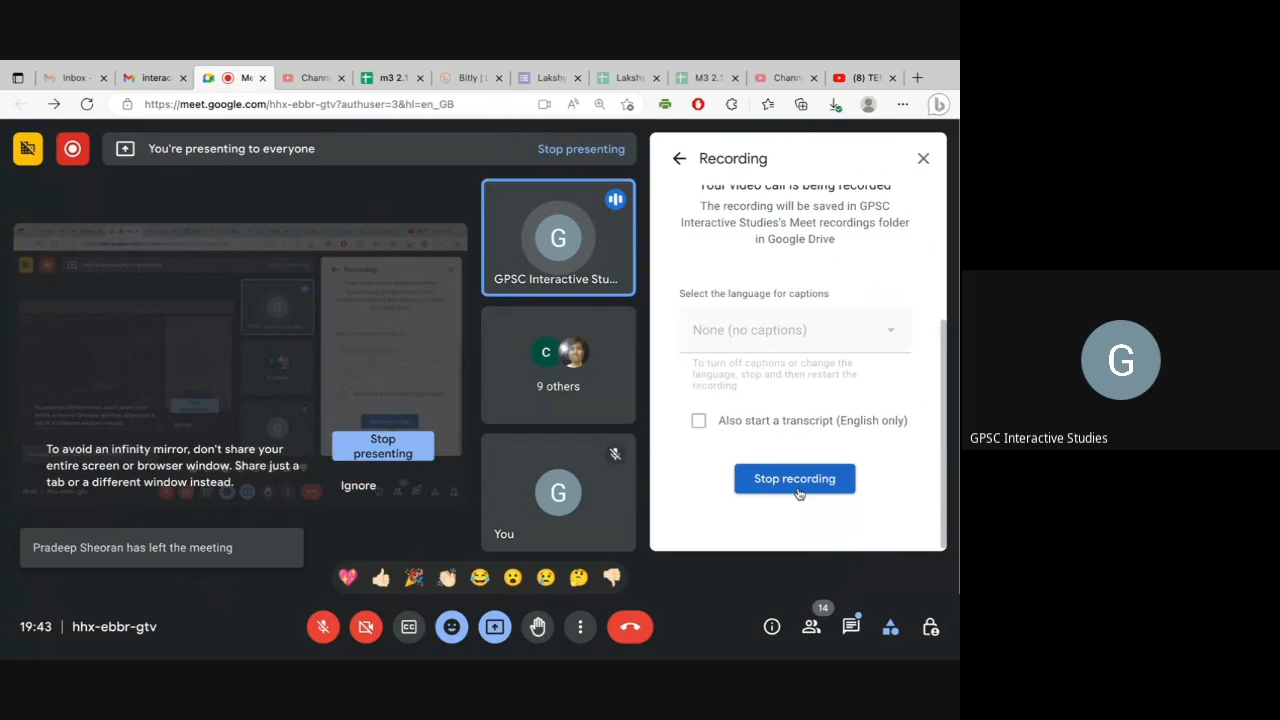 Inbox -
interac
Me
Chann
m3 2.1
Bitly | L
Lakshy
Lakshy
M3 2.1
Chann
(8) TE
https://meet.google.com/hhx-ebbr-gtv?authuser=3&hl=en_GB
You're presenting to everyone
Stop presenting
G
GPSC Interactive Stu...
C
9 others
G
You
To avoid an infinity mirror, don't share your
entire screen or browser window. Share just a
tab or a different window instead.
Stop
presenting
Ignore
Pradeep Sheoran has left the meeting
19:43 | hhx-ebbr-gtv
14
Recording
Your video call is being recorded
The recording will be saved in GPSC
Interactive Studies's Meet recordings folder
in Google Drive
Select the language for captions
None (no captions)
To turn off captions or change the
language, stop and then restart the
recording
Also start a transcript (English only)
Stop recording
G
GPSC Interactive Studies